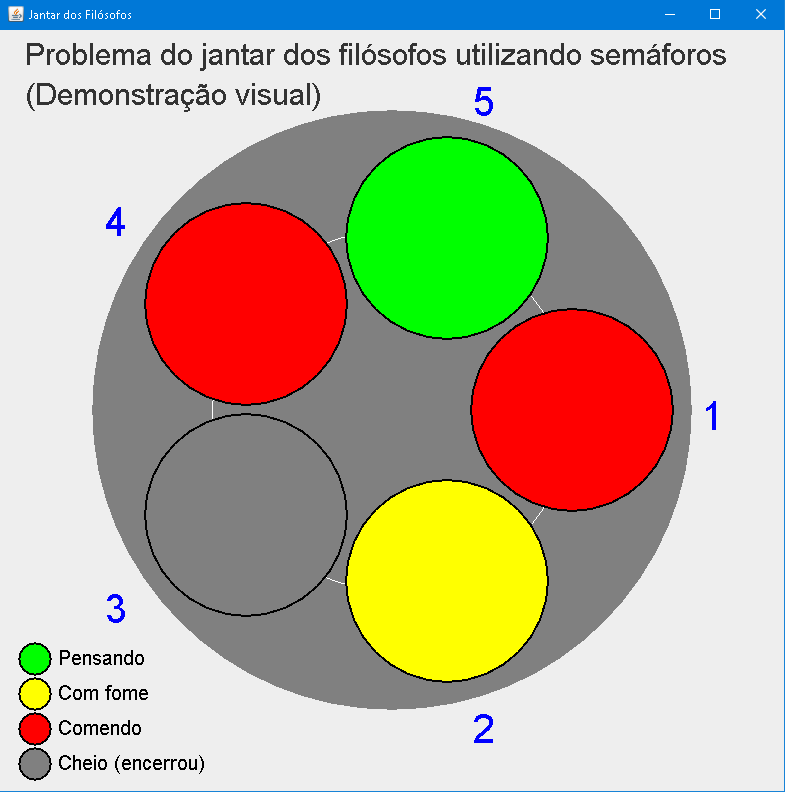 Jantar dos Filósofos
Problema do jantar dos filósofos utilizando semáforos
(Demonstração visual)
5
4
1
3
2
Pensando
Com fome
Comendo
Cheio (encerrou)